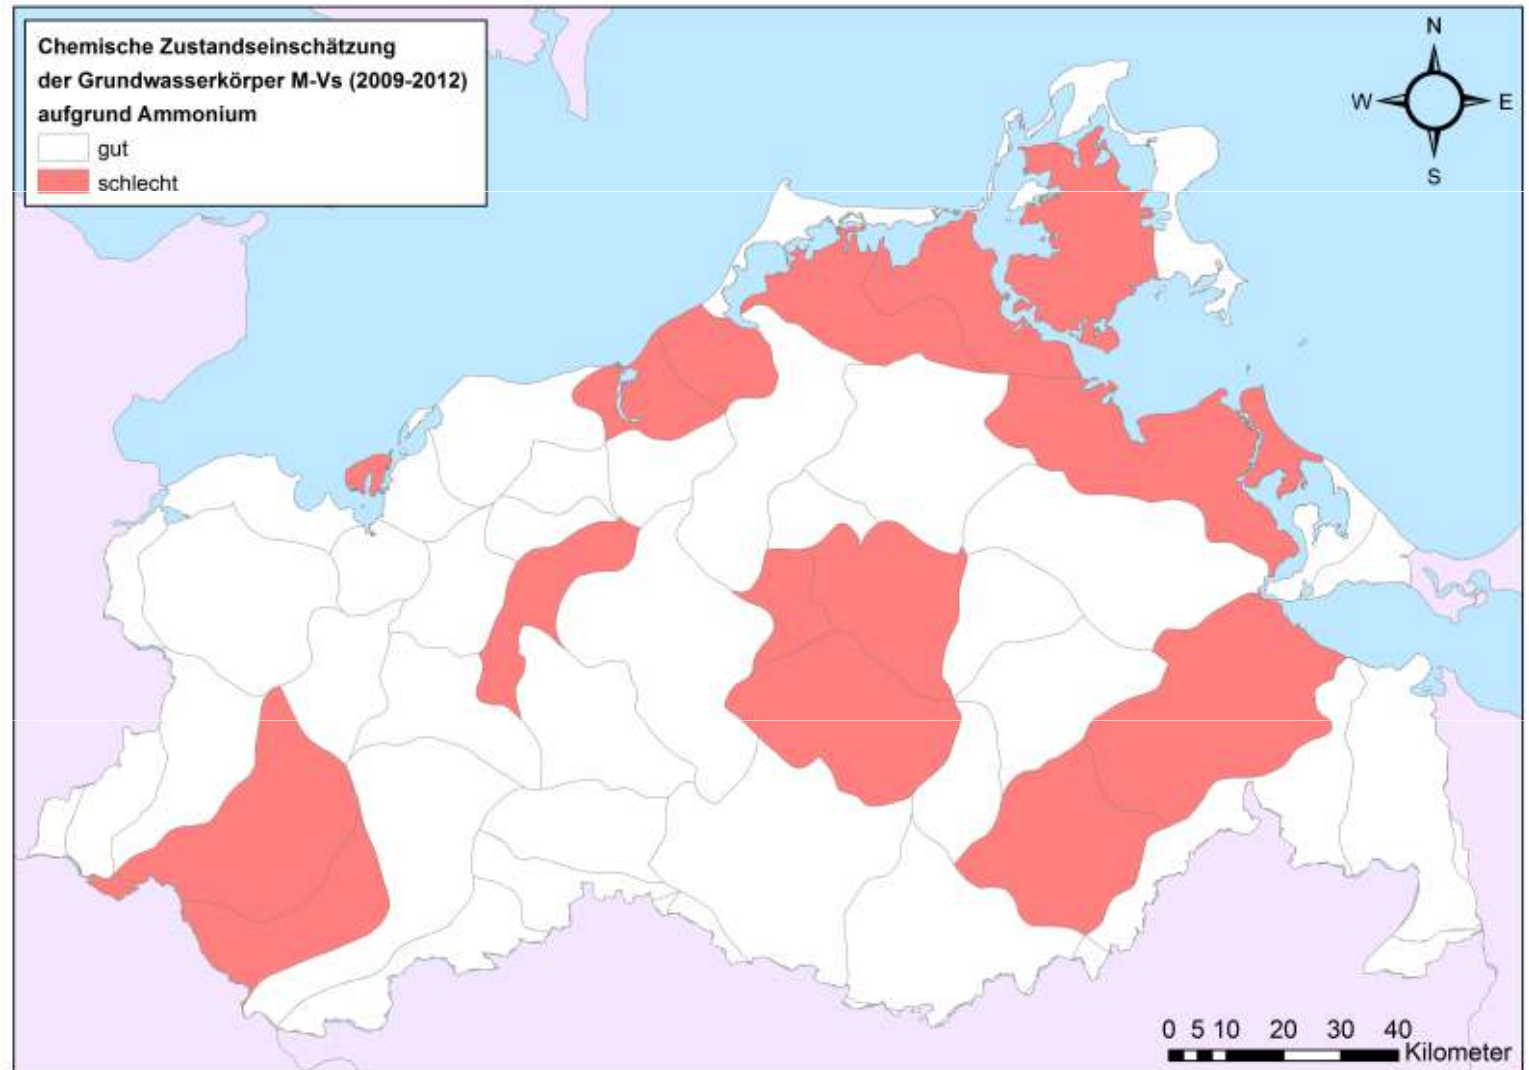 Chemische Zustandseinschätzung
der Grundwasserkörper M-Vs (2009-2012)
aufgrund Ammonium
gut
schlecht
N
W E
S
0 5 10 20 30 40
Kilometer